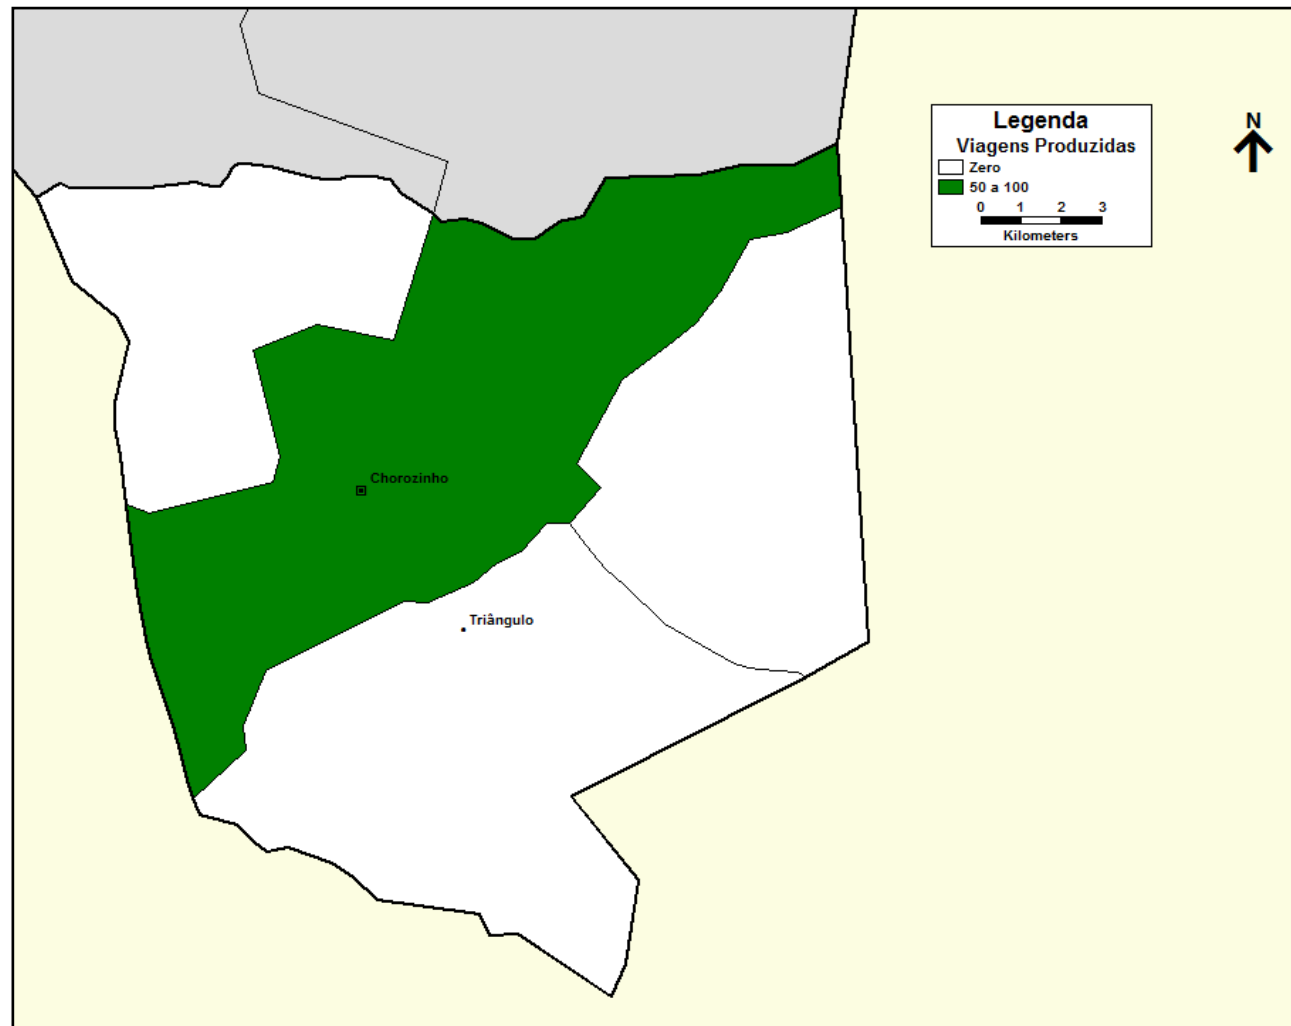 Legenda
Viagens Produzidas
Zero
50 a 100
0 1 2 3
Kilometers
N
Chorozinho
Triângulo